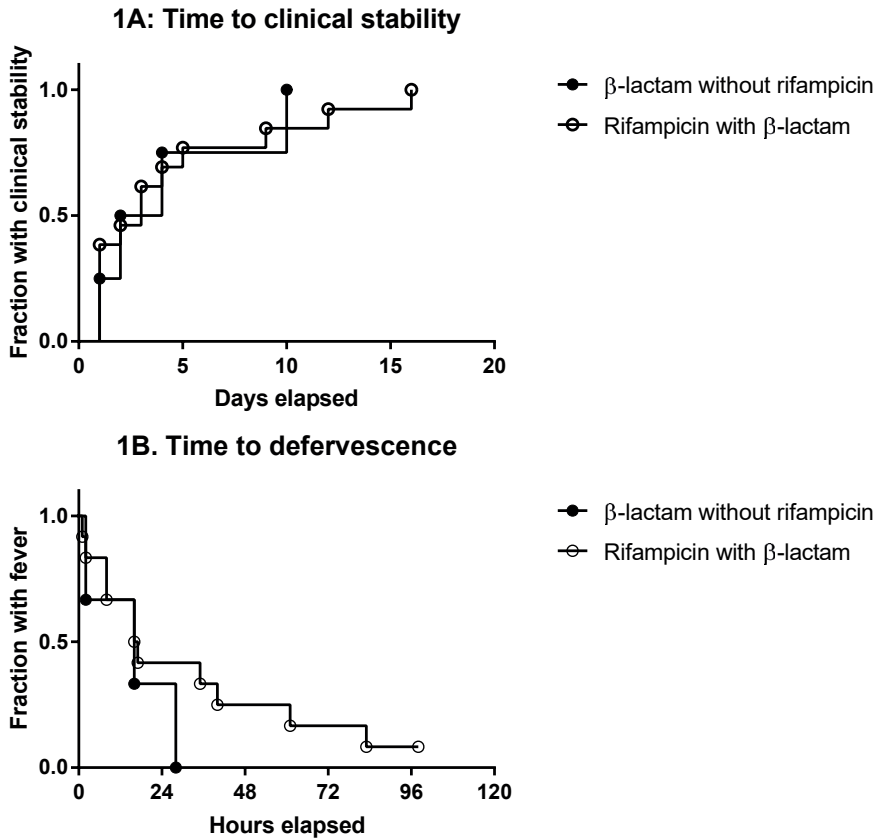 1A: Time to clinical stability
Fraction with clinical stability
1.0
0.5
0.0
0 5 10 15 20
Days elapsed
β-lactam without rifampicin
Rifampicin with β-lactam
1B. Time to defervescence
Fraction with fever
1.0
0.5
0.0
0 24 48 72 96 120
Hours elapsed
β-lactam without rifampicin
Rifampicin with β-lactam